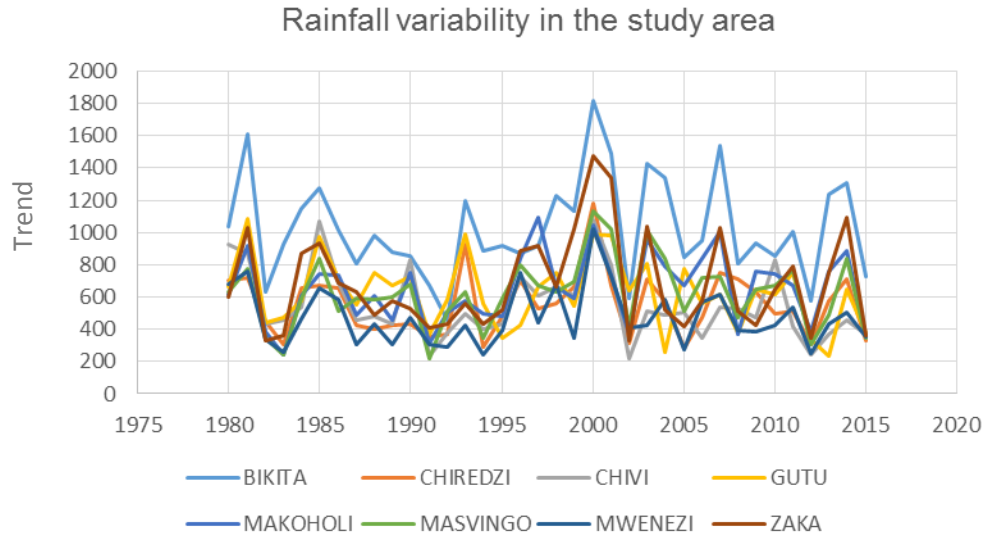 Rainfall variability in the study area
Trend
2000
1800
1600
1400
1200
1000
800
600
400
200
0
1975 1980 1985 1990 1995 2000 2005 2010 2015 2020
BIKITA CHIREDZI CHIVI GUTU
MAKOHOLI MASVINGO MWENEZI ZAKA